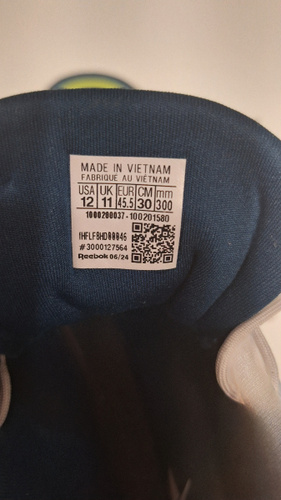 MADE IN VIETNAM
FABRIQUE AU VIETNAM
USA UK EUR CM mm
12 11 45.5 30 300
1000200037-100201580
#3000127564
Reebok 06/24